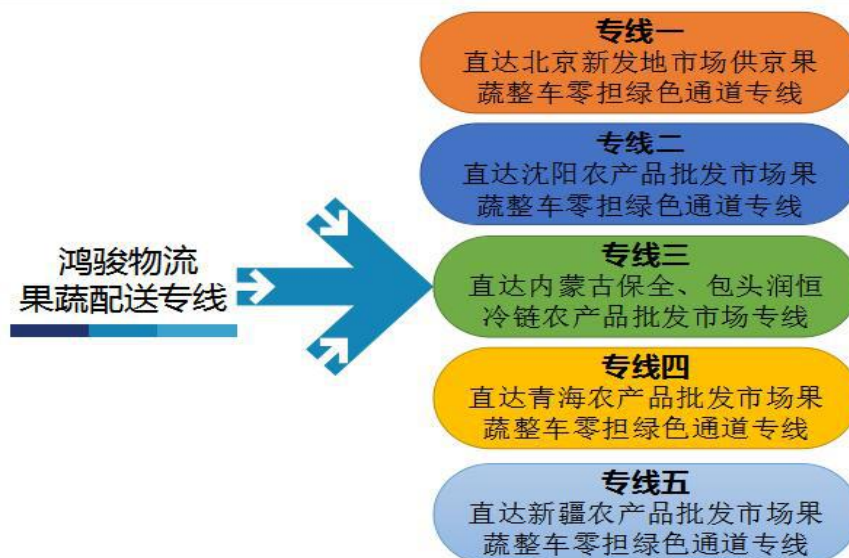 鸿骏物流
果蔬配送专线
专线一
直达北京新发地市场供京果
蔬整车零担绿色通道专线
专线二
直达沈阳农产品批发市场果
蔬整车零担绿色通道专线
专线三
直达内蒙古保全、包头润恒
冷链农产品批发市场专线
专线四
直达青海农产品批发市场果
蔬整车零担绿色通道专线
专线五
直达新疆农产品批发市场果
蔬整车零担绿色通道专线